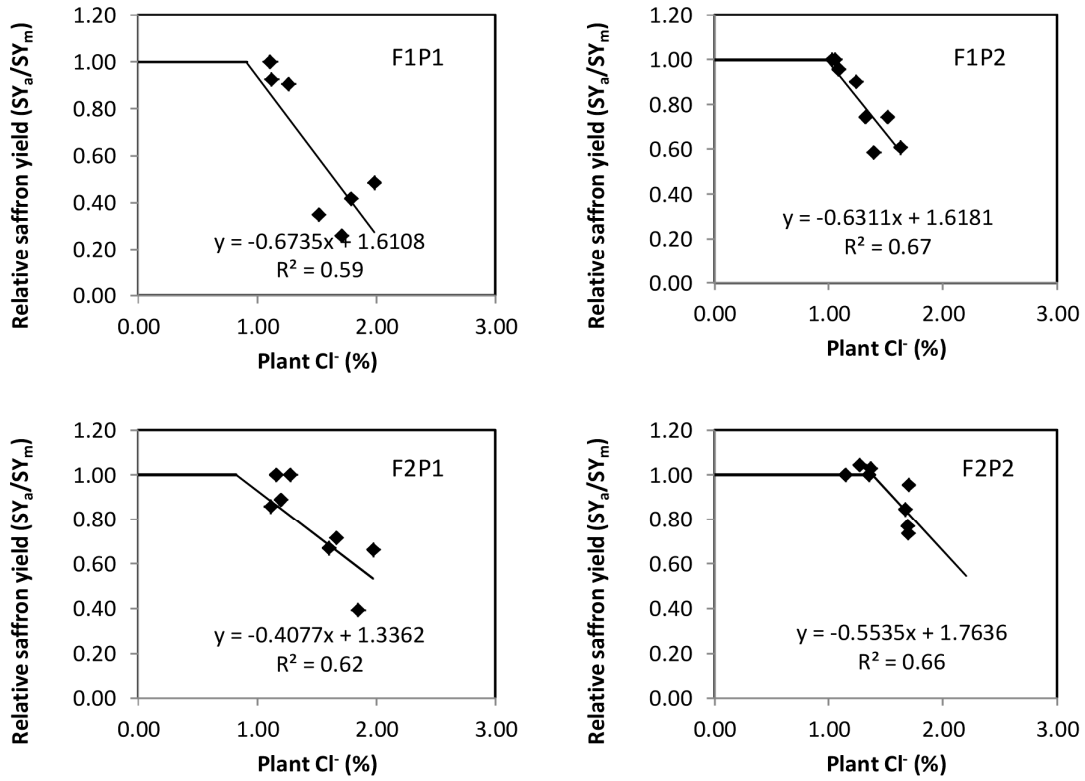 Relative saffron yield (SYa/SYm)
1.20
1.00
0.80
0.60
0.40
0.20
0.00
F1P1
y = -0.6735x + 1.6108
R² = 0.59
0.00 1.00 2.00 3.00
Plant Cl⁻ (%)
Relative saffron yield (SYa/SYm)
1.20
1.00
0.80
0.60
0.40
0.20
0.00
F1P2
y = -0.6311x + 1.6181
R² = 0.67
0.00 1.00 2.00 3.00
Plant Cl⁻ (%)
Relative saffron yield (SYa/SYm)
1.20
1.00
0.80
0.60
0.40
0.20
0.00
F2P1
y = -0.4077x + 1.3362
R² = 0.62
0.00 1.00 2.00 3.00
Plant Cl⁻ (%)
Relative saffron yield (SYa/SYm)
1.20
1.00
0.80
0.60
0.40
0.20
0.00
F2P2
y = -0.5535x + 1.7636
R² = 0.66
0.00 1.00 2.00 3.00
Plant Cl⁻ (%)